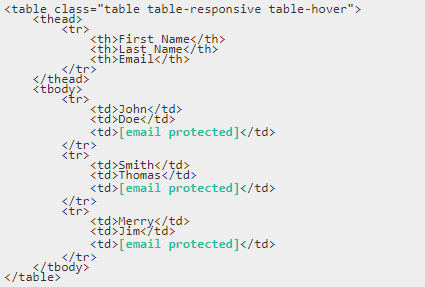 <table class="table table-responsive table-hover">
    <thead>
        <tr>
            <th>First Name</th>
            <th>Last Name</th>
            <th>Email</th>
        </tr>
    </thead>
    <tbody>
        <tr>
            <td>John</td>
            <td>Doe</td>
            <td>[email protected]</td>
        </tr>
        <tr>
            <td>Smith</td>
            <td>Thomas</td>
            <td>[email protected]</td>
        </tr>
        <tr>
            <td>Merry</td>
            <td>Jim</td>
            <td>[email protected]</td>
        </tr>
    </tbody>
</table>